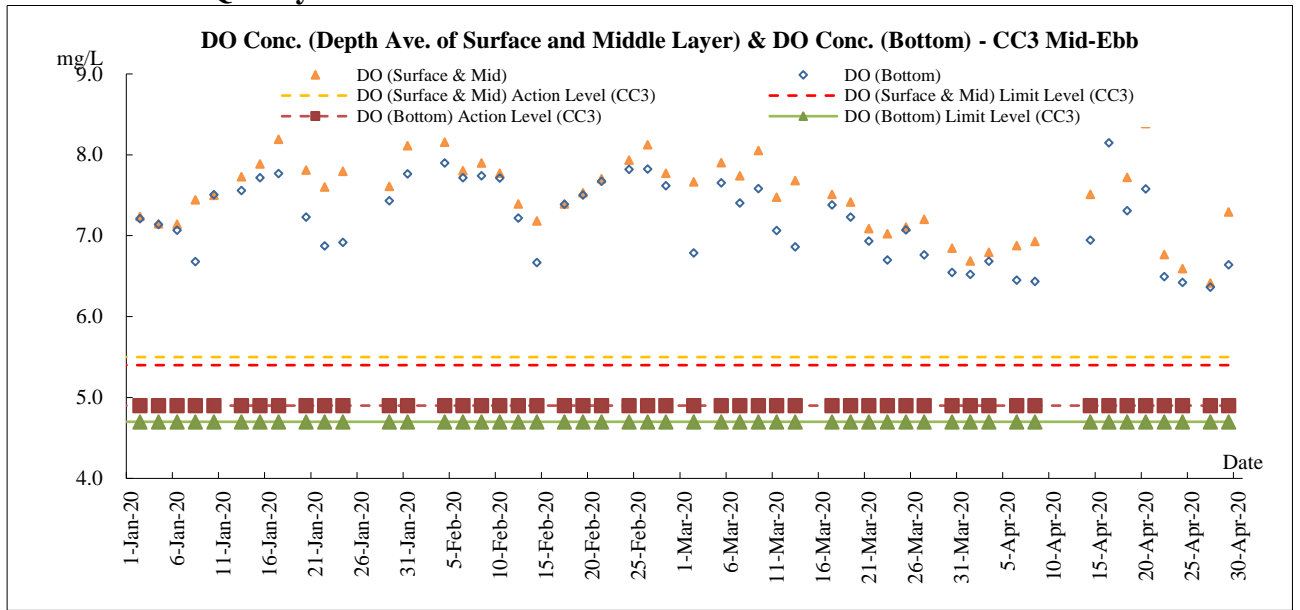 DO Conc. (Depth Ave. of Surface and Middle Layer) & DO Conc. (Bottom) - CC3 Mid-Ebb
mg/L
DO (Surface & Mid)
DO (Bottom)
DO (Surface & Mid) Action Level (CC3)
DO (Surface & Mid) Limit Level (CC3)
DO (Bottom) Action Level (CC3)
DO (Bottom) Limit Level (CC3)
9.0
8.0
7.0
6.0
5.0
4.0
Date
1-Jan-20
6-Jan-20
11-Jan-20
16-Jan-20
21-Jan-20
26-Jan-20
31-Jan-20
5-Feb-20
10-Feb-20
15-Feb-20
20-Feb-20
25-Feb-20
1-Mar-20
6-Mar-20
11-Mar-20
16-Mar-20
21-Mar-20
26-Mar-20
31-Mar-20
5-Apr-20
10-Apr-20
15-Apr-20
20-Apr-20
25-Apr-20
30-Apr-20